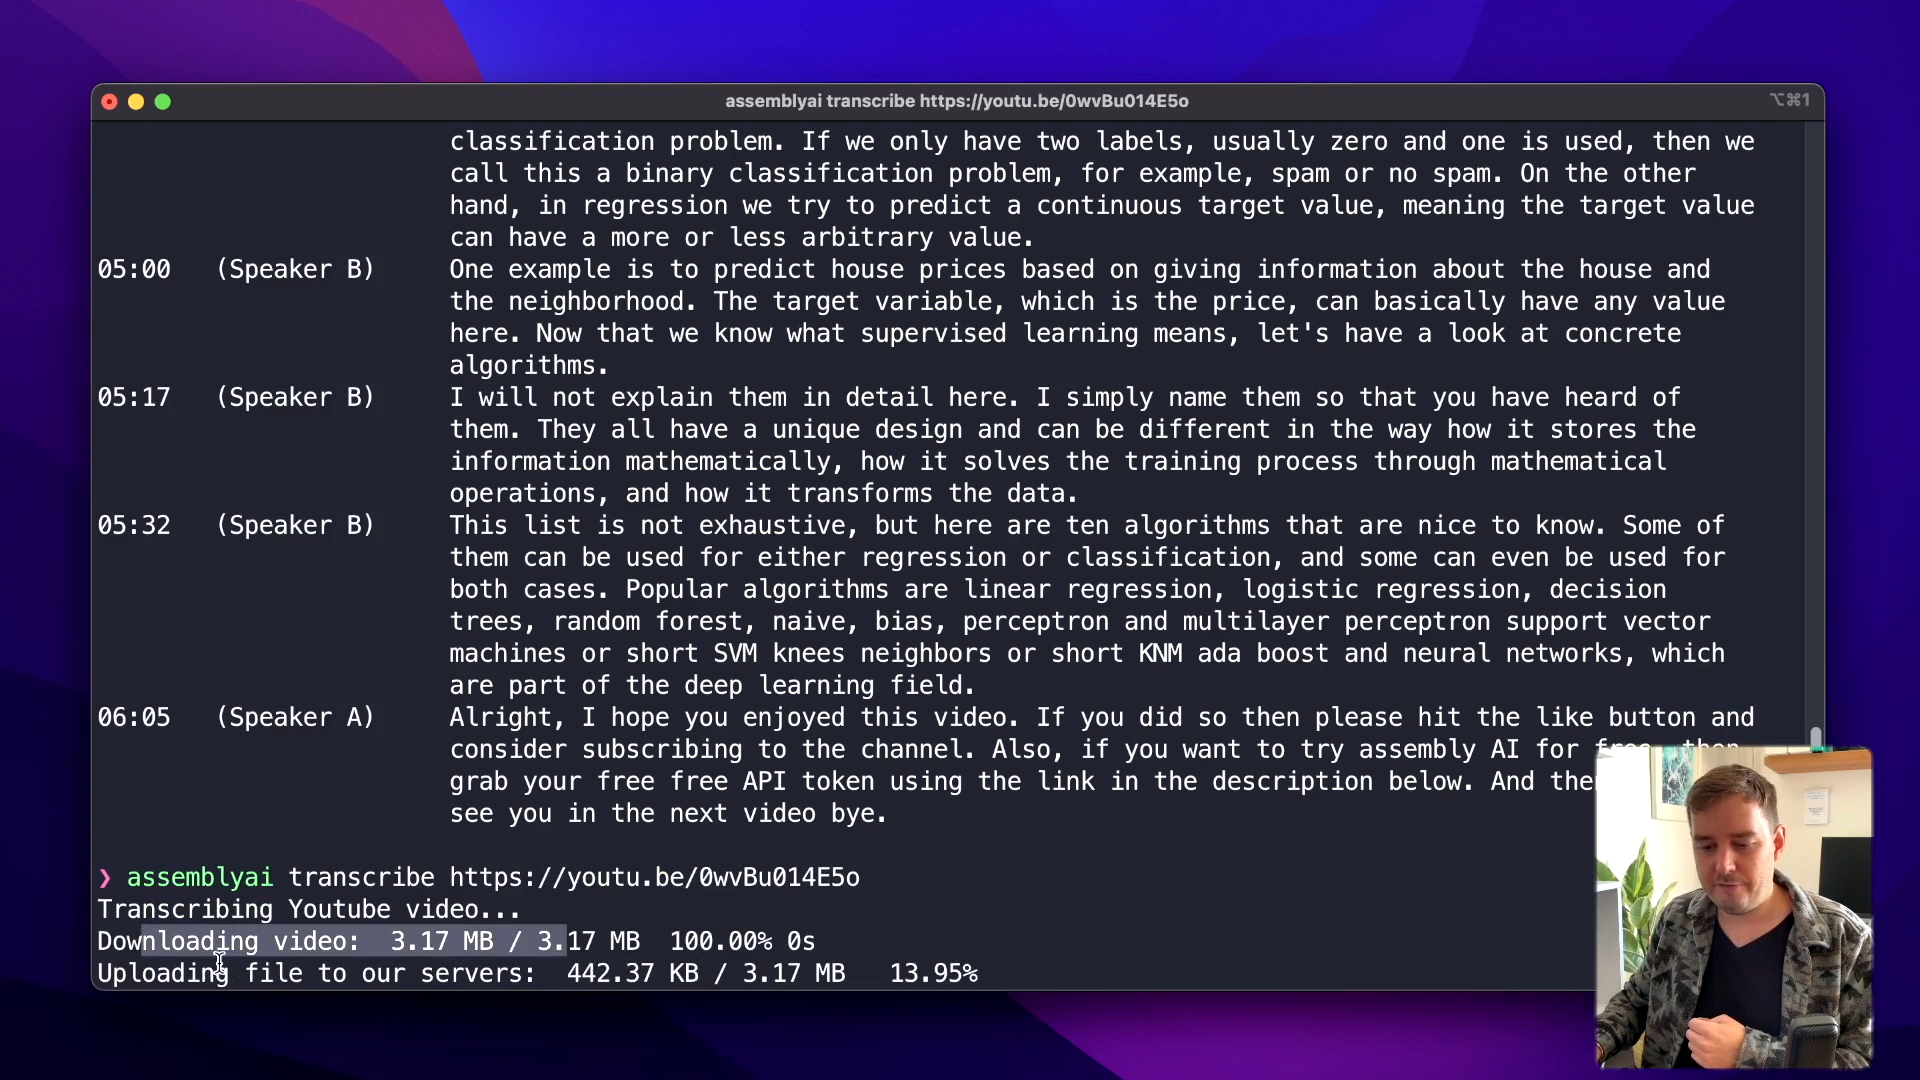 assemblyai transcribe https://youtu.be/0wvBu014E5o
⌥⌘1
classification problem. If we only have two labels, usually zero and one is used, then we
call this a binary classification problem, for example, spam or no spam. On the other
hand, in regression we try to predict a continuous target value, meaning the target value
can have a more or less arbitrary value.
05:00 (Speaker B) One example is to predict house prices based on giving information about the house and
the neighborhood. The target variable, which is the price, can basically have any value
here. Now that we know what supervised learning means, let's have a look at concrete
algorithms.
05:17 (Speaker B) I will not explain them in detail here. I simply name them so that you have heard of
them. They all have a unique design and can be different in the way how it stores the
information mathematically, how it solves the training process through mathematical
operations, and how it transforms the data.
05:32 (Speaker B) This list is not exhaustive, but here are ten algorithms that are nice to know. Some of
them can be used for either regression or classification, and some can even be used for
both cases. Popular algorithms are linear regression, logistic regression, decision
trees, random forest, naive, bias, perceptron and multilayer perceptron support vector
machines or short SVM knees neighbors or short KNM ada boost and neural networks, which
are part of the deep learning field.
06:05 (Speaker A) Alright, I hope you enjoyed this video. If you did so then please hit the like button and
consider subscribing to the channel. Also, if you want to try assembly AI for
grab your free free API token using the link in the description below. And
see you in the next video bye.
❯ assemblyai transcribe https://youtu.be/0wvBu014E5o
Transcribing Youtube video...
Downloading video: 3.17 MB / 3.17 MB 100.00% 0s
Uploading file to our servers: 442.37 KB / 3.17 MB 13.95%